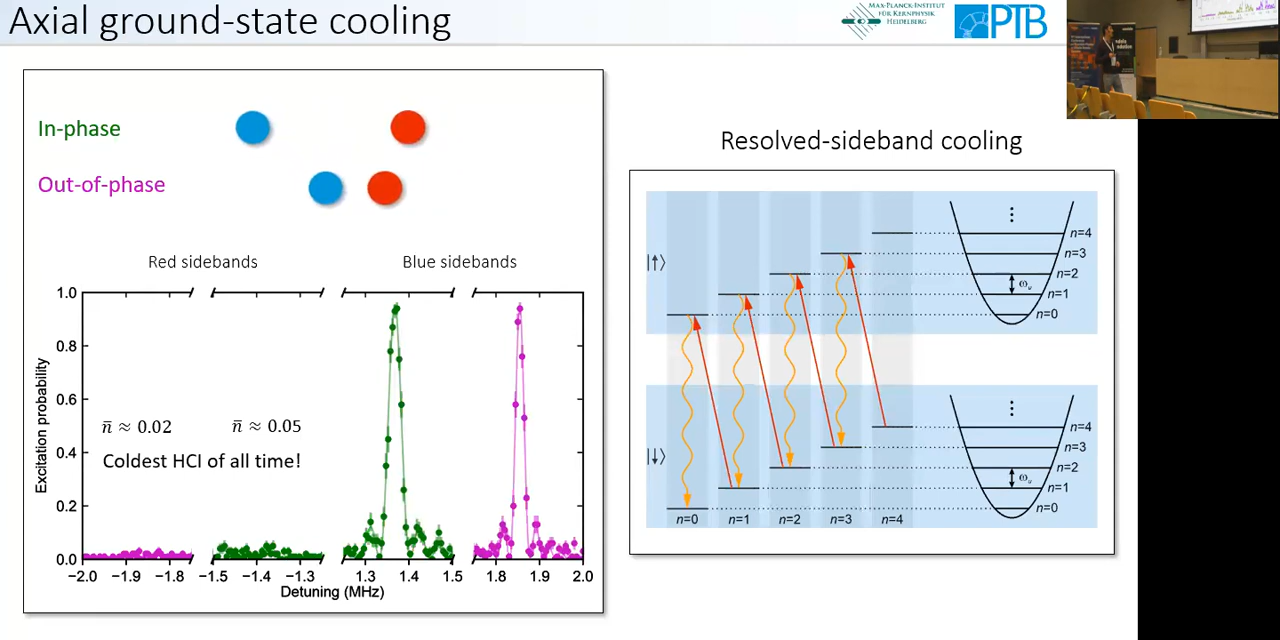 Axial ground-state cooling
MAX-PLANCK-INSTITUT
FÜR KERNPHYSIK
HEIDELBERG
PTB
In-phase
Out-of-phase
Red sidebands
Blue sidebands
1.0
0.8
0.6
0.4
0.2
0.0
Excitation probability
n̄ ≈ 0.02
n̄ ≈ 0.05
Coldest HCI of all time!
−2.0 −1.9 −1.8 −1.5 −1.4 −1.3 1.3 1.4 1.5 1.8 1.9 2.0
Detuning (MHz)
Resolved-sideband cooling
|↑⟩
⋮
n=4
n=3
n=2
n=1
n=0
|↓⟩
⋮
n=4
n=3
n=2
n=1
n=0
n=0 n=1 n=2 n=3 n=4